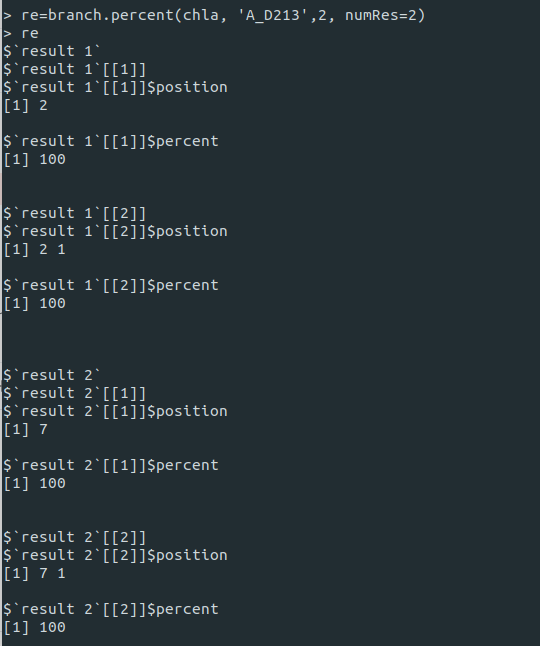 > re=branch.percent(chla, 'A_D213',2, numRes=2)
> re
$`result 1`
$`result 1`[[1]]
$`result 1`[[1]]$position
[1] 2
$`result 1`[[1]]$percent
[1] 100
$`result 1`[[2]]
$`result 1`[[2]]$position
[1] 2 1
$`result 1`[[2]]$percent
[1] 100
$`result 2`
$`result 2`[[1]]
$`result 2`[[1]]$position
[1] 7
$`result 2`[[1]]$percent
[1] 100
$`result 2`[[2]]
$`result 2`[[2]]$position
[1] 7 1
$`result 2`[[2]]$percent
[1] 100